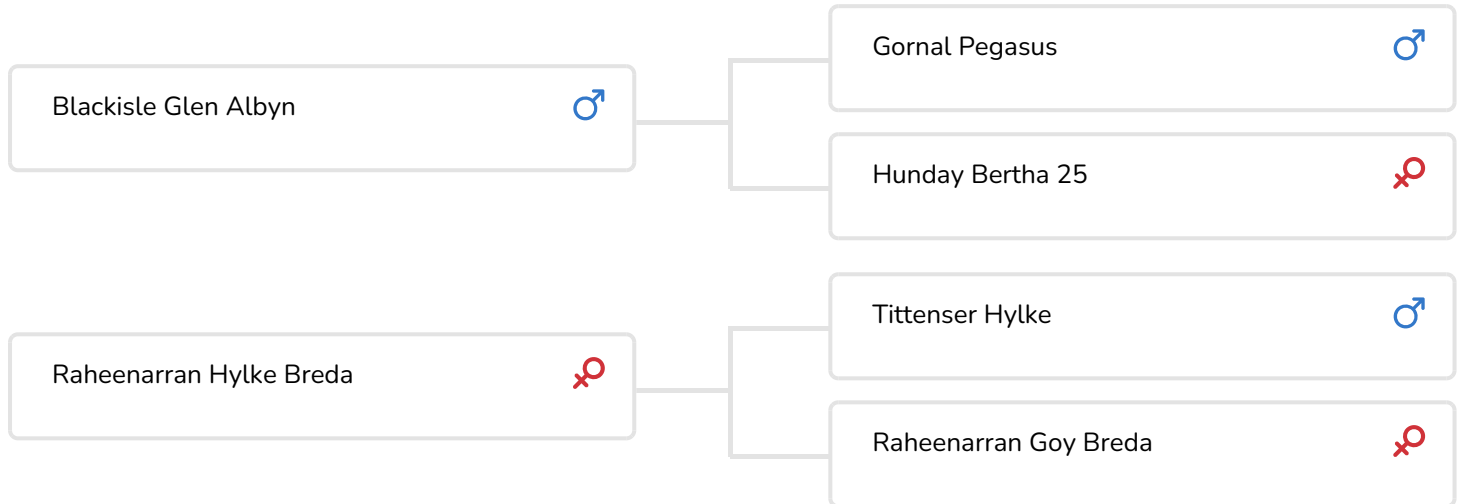 Gornal Pegasus
Blackisle Glen Albyn
Hunday Bertha 25
Tittenser Hylke
Raheenarran Hylke Breda
Raheenarran Goy Breda